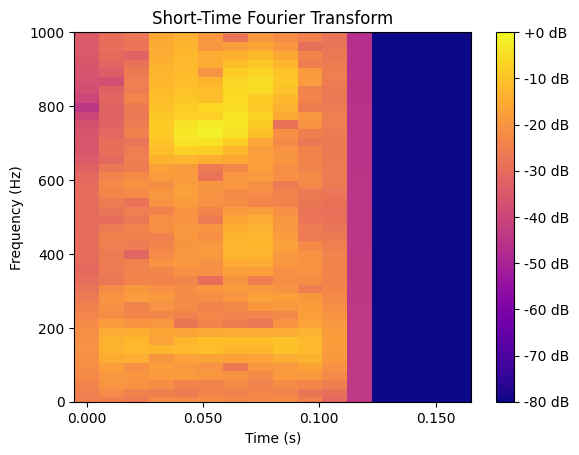 Short-Time Fourier Transform
Frequency (Hz)
1000
800
600
400
200
0
0.000
0.050
0.100
0.150
Time (s)
+0 dB
-10 dB
-20 dB
-30 dB
-40 dB
-50 dB
-60 dB
-70 dB
-80 dB